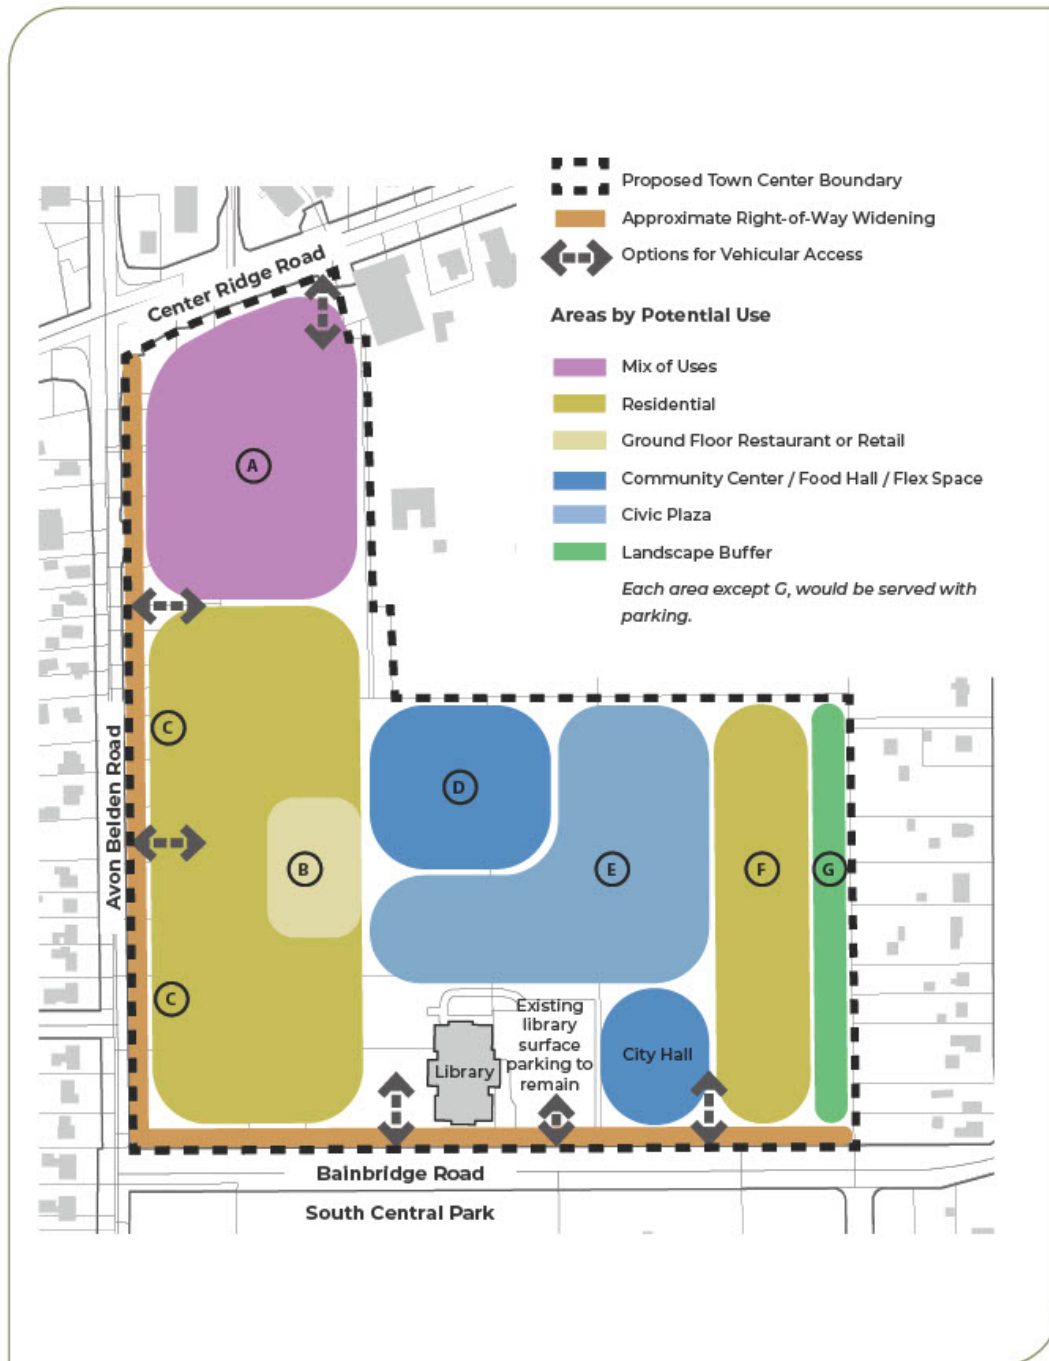 Proposed Town Center Boundary
Approximate Right-of-Way Widening
Options for Vehicular Access
Areas by Potential Use
Mix of Uses
Residential
Ground Floor Restaurant or Retail
Community Center / Food Hall / Flex Space
Civic Plaza
Landscape Buffer
Each area except G, would be served with
parking.
Center Ridge Road
A
C
Avon Belden Road
D
B
E
F
G
C
Existing
library
surface
parking to
remain
Library
City Hall
Bainbridge Road
South Central Park